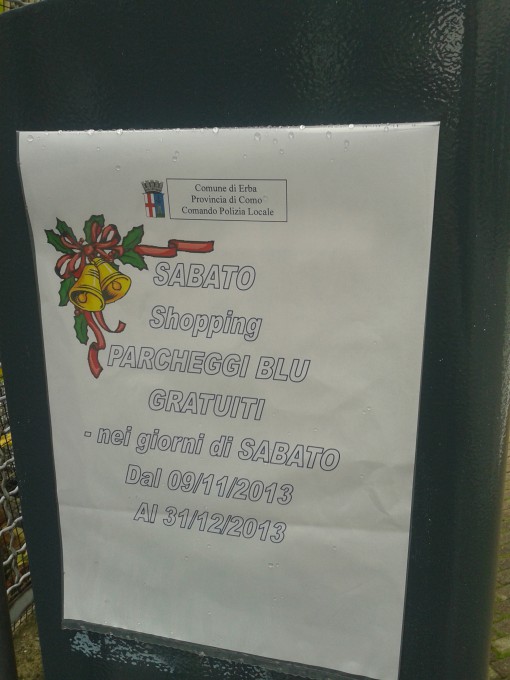 Comune di Erba
Provincia di Como
Comando Polizia Locale
SABATO
Shopping
PARCHEGGI BLU
GRATUITI
- nei giorni di SABATO
Dal 09/11/2013
Al 31/12/2013